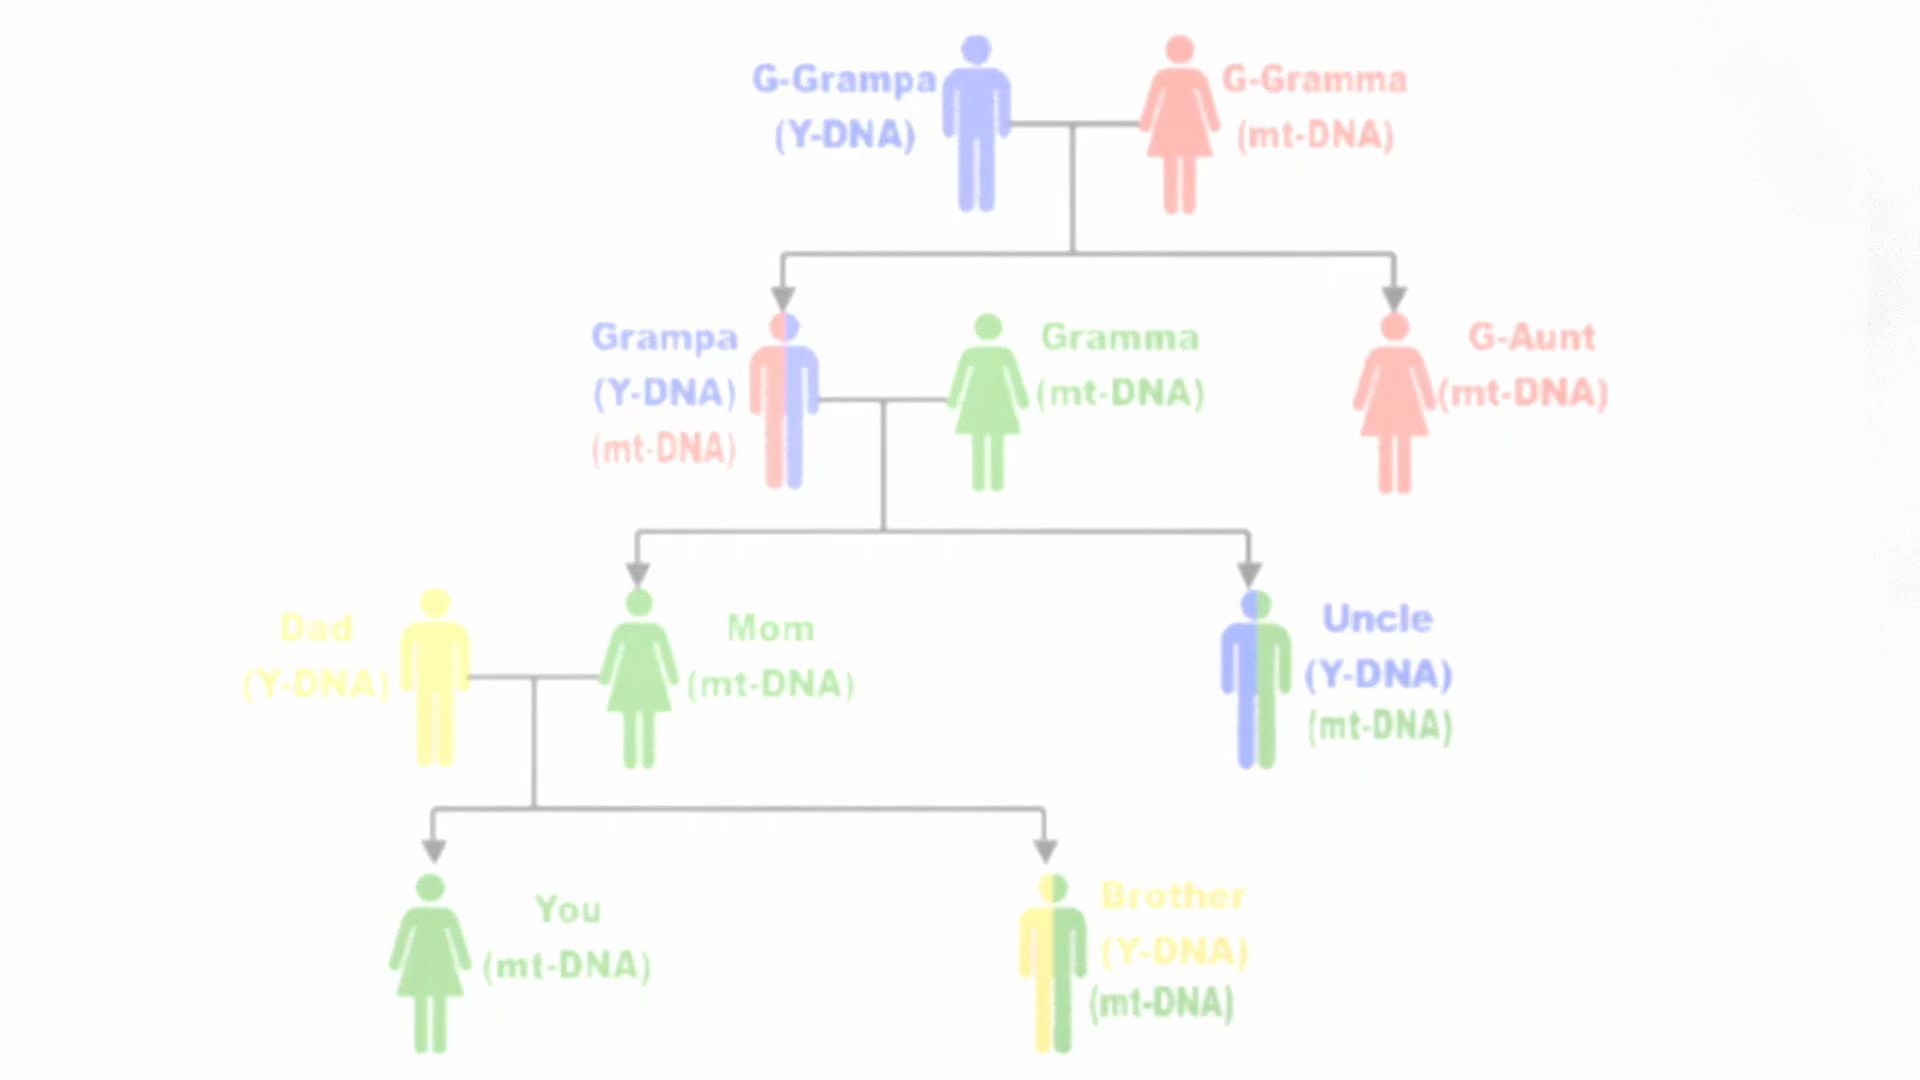 G-Grampa
(Y-DNA)
G-Gramma
(mt-DNA)
Grampa
(Y-DNA)
(mt-DNA)
Gramma
(mt-DNA)
G-Aunt
(mt-DNA)
Dad
(Y-DNA)
Mom
(mt-DNA)
Uncle
(Y-DNA)
(mt-DNA)
You
(mt-DNA)
Brother
(Y-DNA)
(mt-DNA)